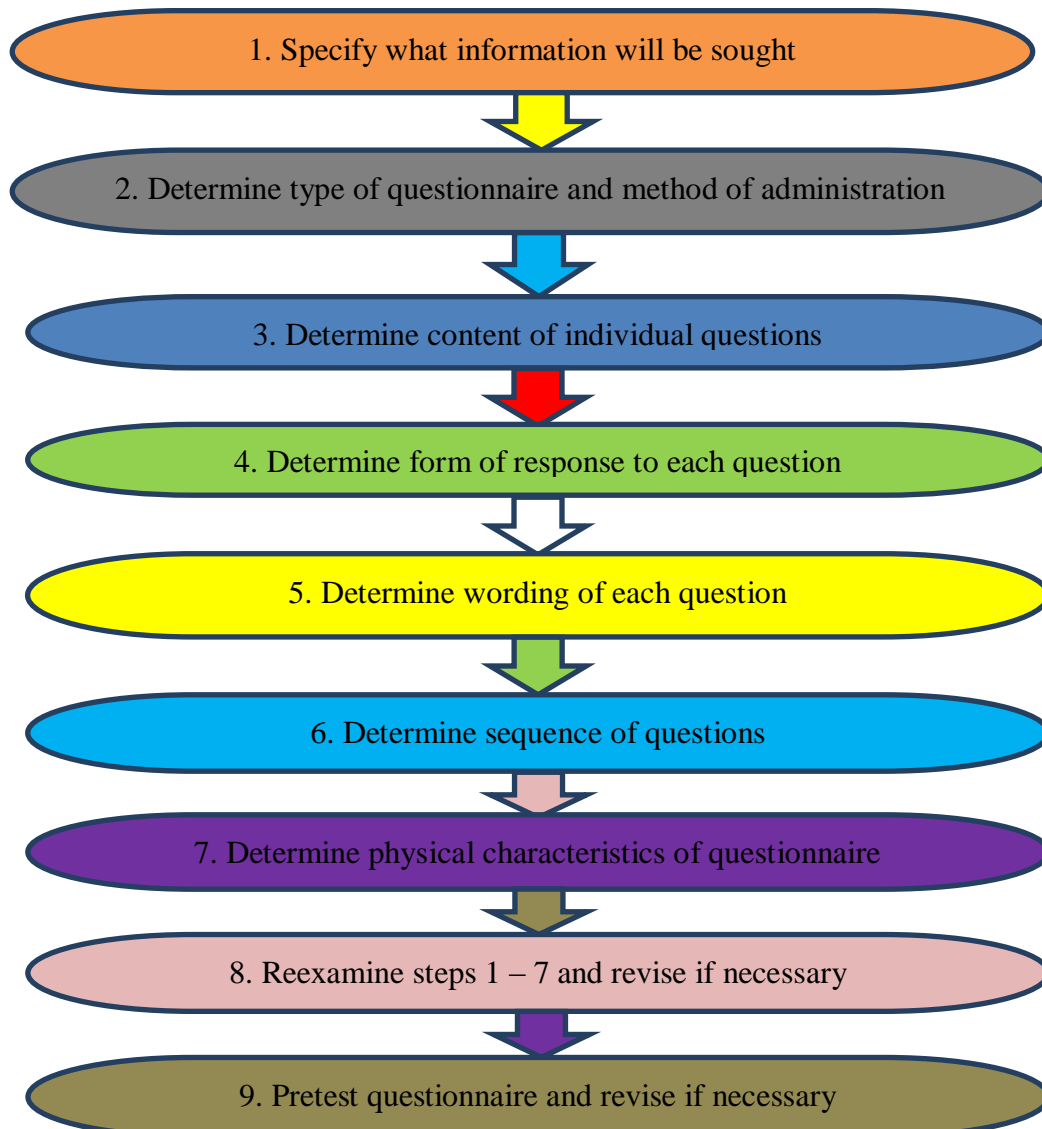 1. Specify what information will be sought
2. Determine type of questionnaire and method of administration
3. Determine content of individual questions
4. Determine form of response to each question
5. Determine wording of each question
6. Determine sequence of questions
7. Determine physical characteristics of questionnaire
8. Reexamine steps 1 – 7 and revise if necessary
9. Pretest questionnaire and revise if necessary